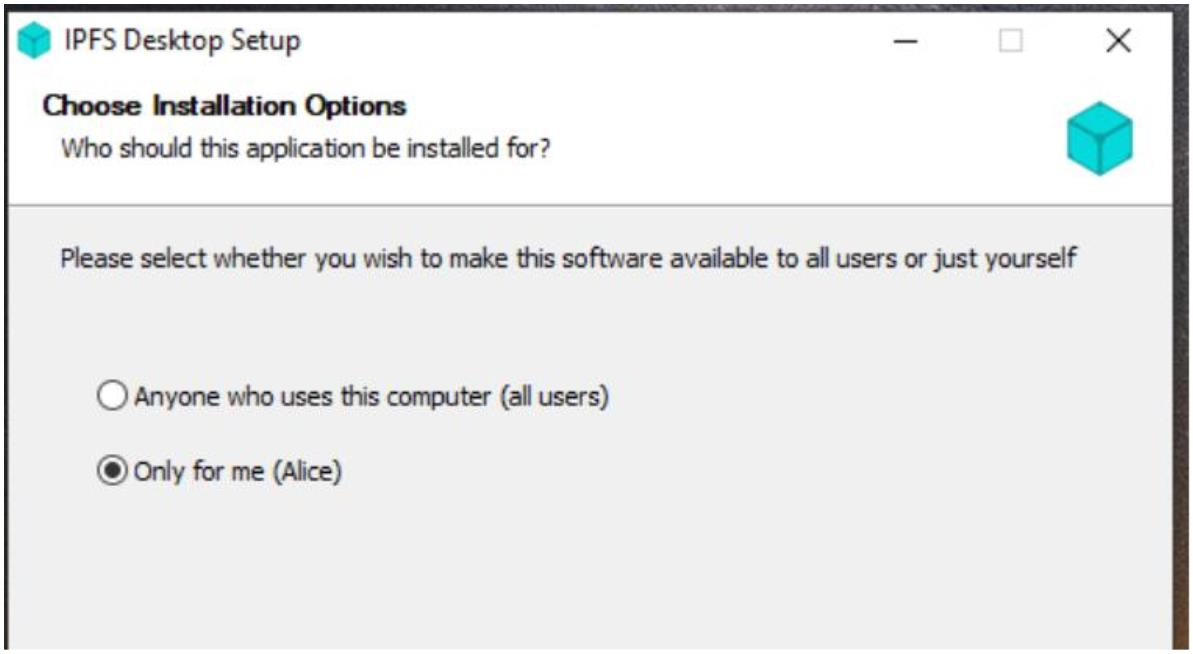 IPFS Desktop Setup
Choose Installation Options
Who should this application be installed for?
Please select whether you wish to make this software available to all users or just yourself
Anyone who uses this computer (all users)
Only for me (Alice)